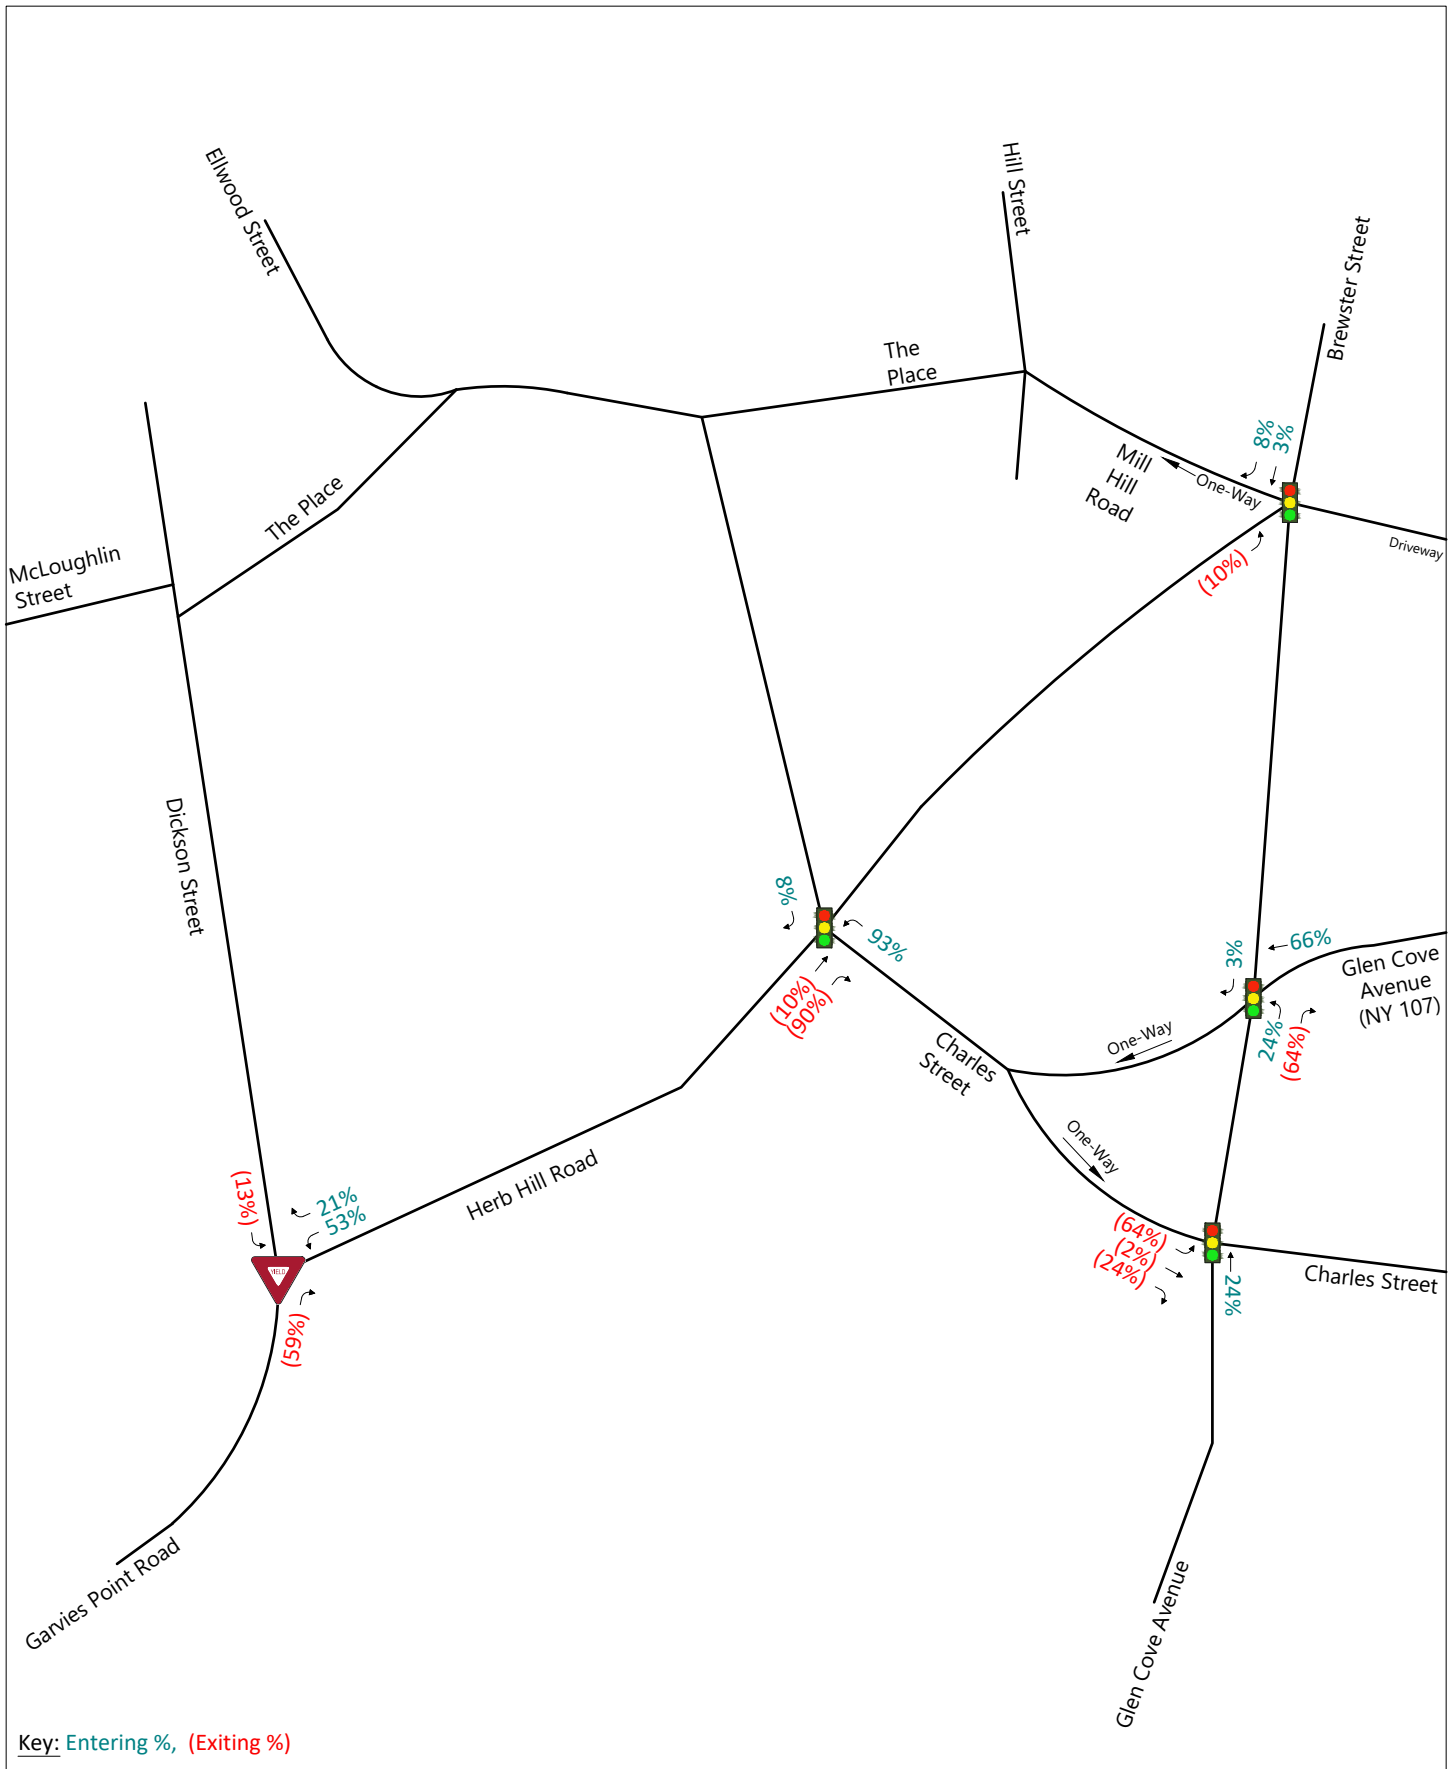 Ellwood Street
Hill Street
Brewster Street
The
Place
8%
3%
Mill
Hill
Road
One-Way
Driveway
(10%)
The Place
McLoughlin
Street
Dickson Street
8%
93%
(10%)
(90%)
3%
66%
Glen Cove
Avenue
(NY 107)
24%
(64%)
One-Way
Charles
Street
One-Way
Herb Hill Road
(13%)
21%
53%
YIELD
(59%)
(64%)
(2%)
(24%)
24%
Charles Street
Garvies Point Road
Glen Cove Avenue
Key: Entering %, (Exiting %)